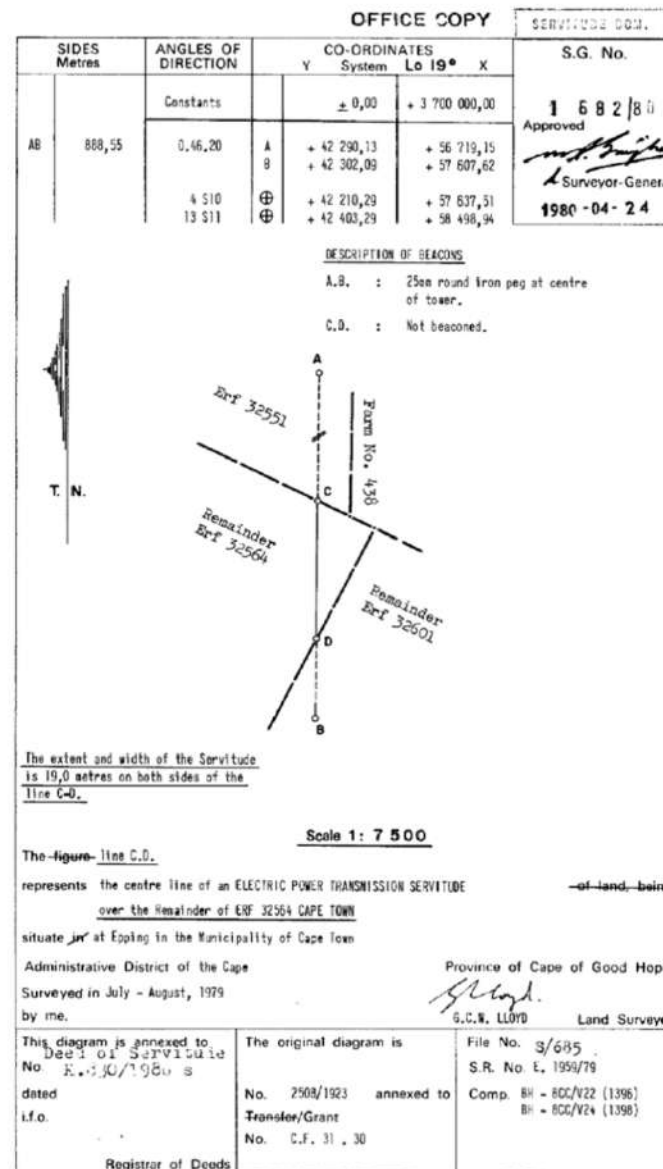 OFFICE COPY
SERVITUDE DGM.
SIDES
Metres
ANGLES OF
DIRECTION
CO-ORDINATES
Y System Lo 19° X
S.G. No.
Constants ± 0,00 + 3 700 000,00
1682/80
Approved
AB 888,55 0.46.20 A + 42 290,13 + 56 719,15
B + 42 302,09 + 57 607,62
Surveyor-Genera
1980-04-24
4 S10 ⊕ + 42 210,29 + 57 637,51
13 S11 ⊕ + 42 403,29 + 58 498,94
DESCRIPTION OF BEACONS
A.B. : 25mm round iron peg at centre
of tower.
C.D. : Not beaconed.
A
Erf 32551
Farm No. 438
T. N.
C
Remainder
Erf 32564
Remainder
Erf 32601
D
B
The extent and width of the Servitude
is 19,0 metres on both sides of the
line C-D.
Scale 1: 7 500
The figure line C.D.
represents the centre line of an ELECTRIC POWER TRANSMISSION SERVITUDE of land, bein
over the Remainder of ERF 32564 CAPE TOWN
situate in at Epping in the Municipality of Cape Town
Administrative District of the Cape Province of Cape of Good Hop
Surveyed in July - August, 1979
by me. G.C.W. LLOYD Land Surveyo
This diagram is annexed to
Deed of Servitude
No.
dated
i.f.o.
Registrar of Deeds
The original diagram is
No. 2508/1923 annexed to
Transfer/Grant
No. C.F. 31 . 30
File No. S/685
S.R. No. E. 1959/79
Comp. BH - 8CC/V22 (1396)
BH - 8CC/V24 (1398)